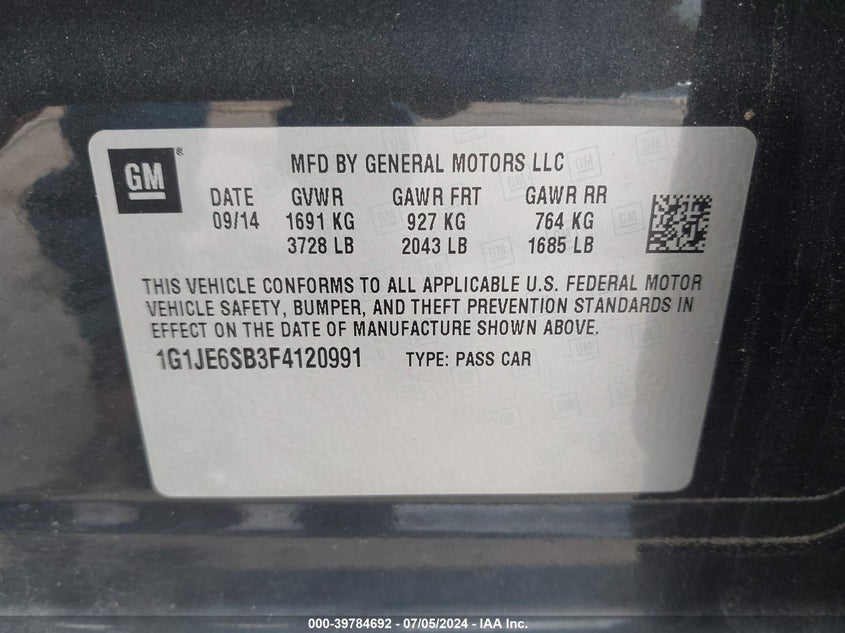 GM ®
MFD BY GENERAL MOTORS LLC
DATE GVWR GAWR FRT GAWR RR
09/14 1691 KG 927 KG 764 KG
3728 LB 2043 LB 1685 LB
THIS VEHICLE CONFORMS TO ALL APPLICABLE U.S. FEDERAL MOTOR
VEHICLE SAFETY, BUMPER, AND THEFT PREVENTION STANDARDS IN
EFFECT ON THE DATE OF MANUFACTURE SHOWN ABOVE.
1G1JE6SB3F4120991 TYPE: PASS CAR
000-39784692 - 07/05/2024 - IAA Inc.